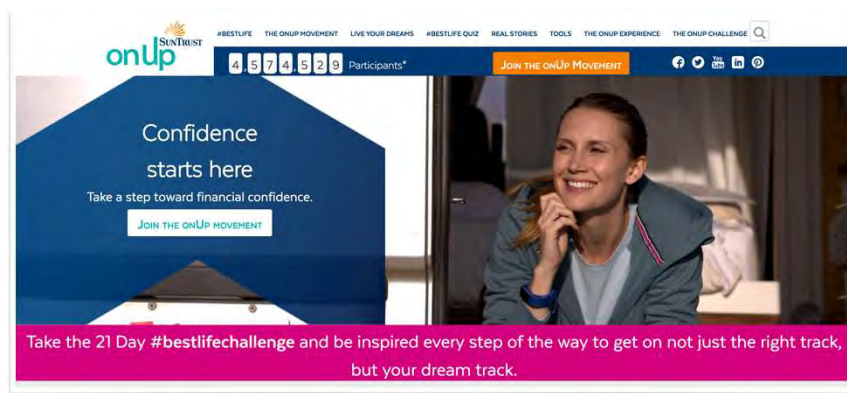 SunTrust
onUp
#BESTLIFE THE ONUP MOVEMENT LIVE YOUR DREAMS #BESTLIFE QUIZ REAL STORIES TOOLS THE ONUP EXPERIENCE THE ONUP CHALLENGE
4,574,529 Participants*
JOIN THE ONUP MOVEMENT
You Tube
Confidence
starts here
Take a step toward financial confidence.
JOIN THE ONUP MOVEMENT
Take the 21 Day #bestlifechallenge and be inspired every step of the way to get on not just the right track,
but your dream track.